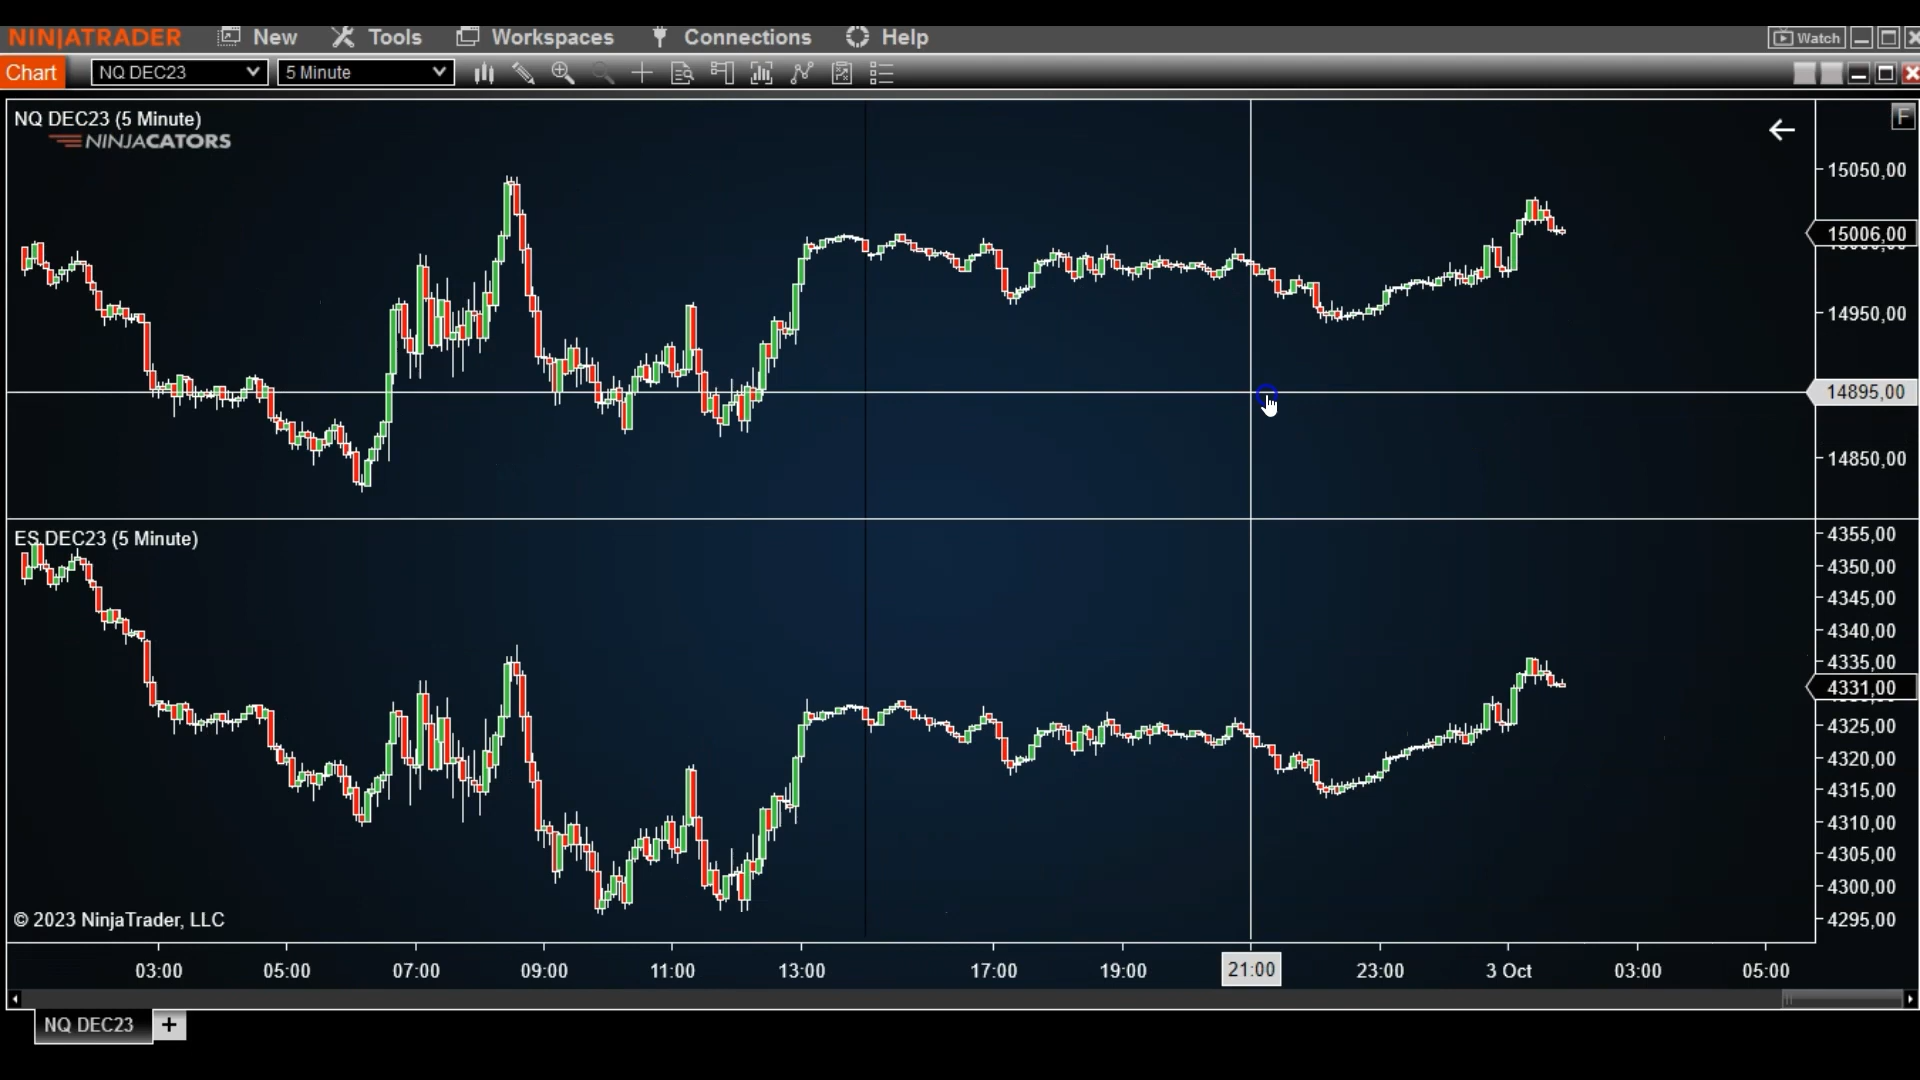 NINJATRADER New Tools Workspaces Connections Help Watch
Chart NQ DEC23 5 Minute
NQ DEC23 (5 Minute) F
NINJACATORS
15050,00
15006,00
14950,00
14895,00
14850,00
ES DEC23 (5 Minute)
4355,00
4350,00
4345,00
4340,00
4335,00
4331,00
4325,00
4320,00
4315,00
4310,00
4305,00
4300,00
4295,00
© 2023 NinjaTrader, LLC
03:00 05:00 07:00 09:00 11:00 13:00 17:00 19:00 21:00 23:00 3 Oct 03:00 05:00
NQ DEC23 +